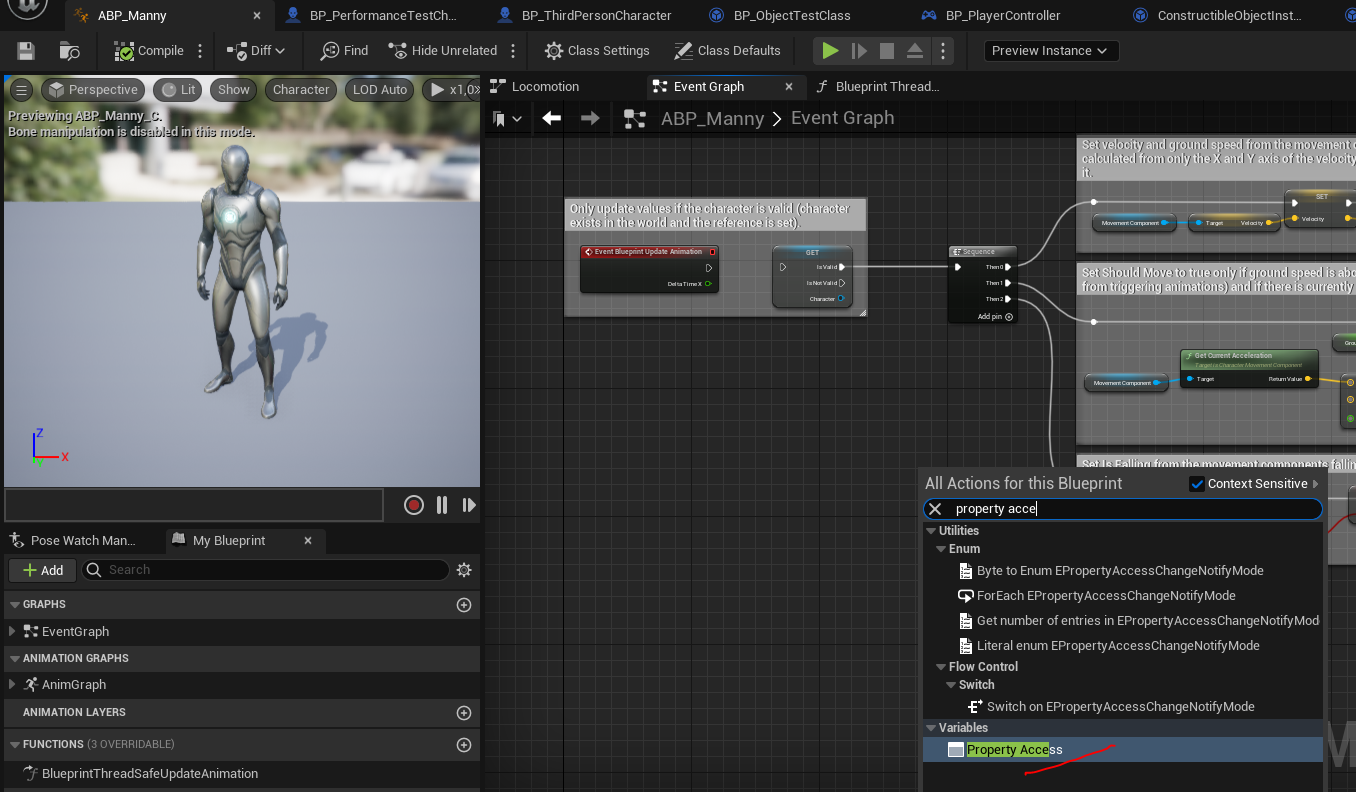 ABP_Manny
BP_PerformanceTestCh...
BP_ThirdPersonCharacter
BP_ObjectTestClass
BP_PlayerController
ConstructibleObjectInst...
Compile
Diff
Find
Hide Unrelated
Class Settings
Class Defaults
Preview Instance
Perspective
Lit
Show
Character
LOD Auto
x1,0
Previewing ABP_Manny_C.
Bone manipulation is disabled in this mode.
Z
X
Locomotion
Event Graph
Blueprint Thread...
ABP_Manny > Event Graph
Only update values if the character is valid (character
exists in the world and the reference is set).
Event Blueprint Update Animation
Delta Time X
GET
Is Valid
Is Not Valid
Character
Sequence
Then 0
Then 1
Then 2
Add pin
Set velocity and ground speed from the movement c
calculated from only the X and Y axis of the velocity
it.
Movement Component
Target
Velocity
SET
Velocity
Set Should Move to true only if ground speed is abo
from triggering animations) and if there is currently
Movement Component
Get Current Acceleration
Target is Character Movement Component
Target
Return Value
Grou
Set Is Falling from the movement components fallin
All Actions for this Blueprint
Context Sensitive
property acce
Utilities
Enum
Byte to Enum EPropertyAccessChangeNotifyMode
ForEach EPropertyAccessChangeNotifyMode
Get number of entries in EPropertyAccessChangeNotifyMod
Literal enum EPropertyAccessChangeNotifyMode
Flow Control
Switch
Switch on EPropertyAccessChangeNotifyMode
Variables
Property Access
Pose Watch Man...
My Blueprint
Add
Search
GRAPHS
EventGraph
ANIMATION GRAPHS
AnimGraph
ANIMATION LAYERS
FUNCTIONS (3 OVERRIDABLE)
BlueprintThreadSafeUpdateAnimation